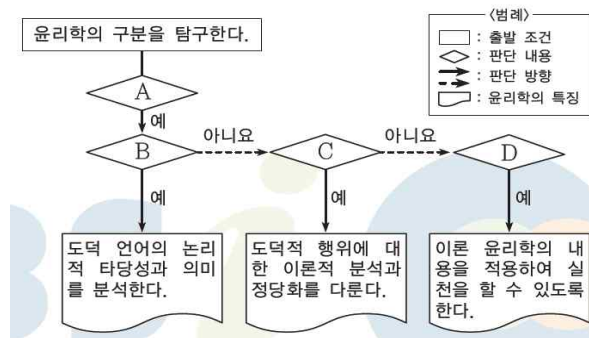 윤리학의 구분을 탐구한다.
〈범례〉
: 출발 조건
: 판단 내용
: 판단 방향
: 윤리학의 특징
A
예
B
아니요
C
아니요
D
예
예
예
도덕 언어의 논리
적 타당성과 의미
를 분석한다.
도덕적 행위에 대
한 이론적 분석과
정당화를 다룬다.
이론 윤리학의 내
용을 적용하여 실
천을 할 수 있도록
한다.